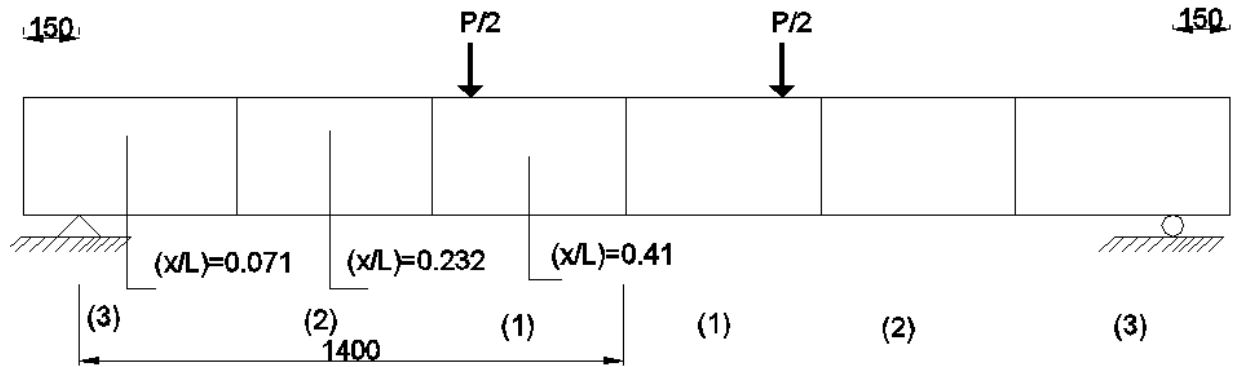 150 P/2 P/2 150
(x/L)=0.071 (x/L)=0.232 (x/L)=0.41
(3) (2) (1) (1) (2) (3)
1400